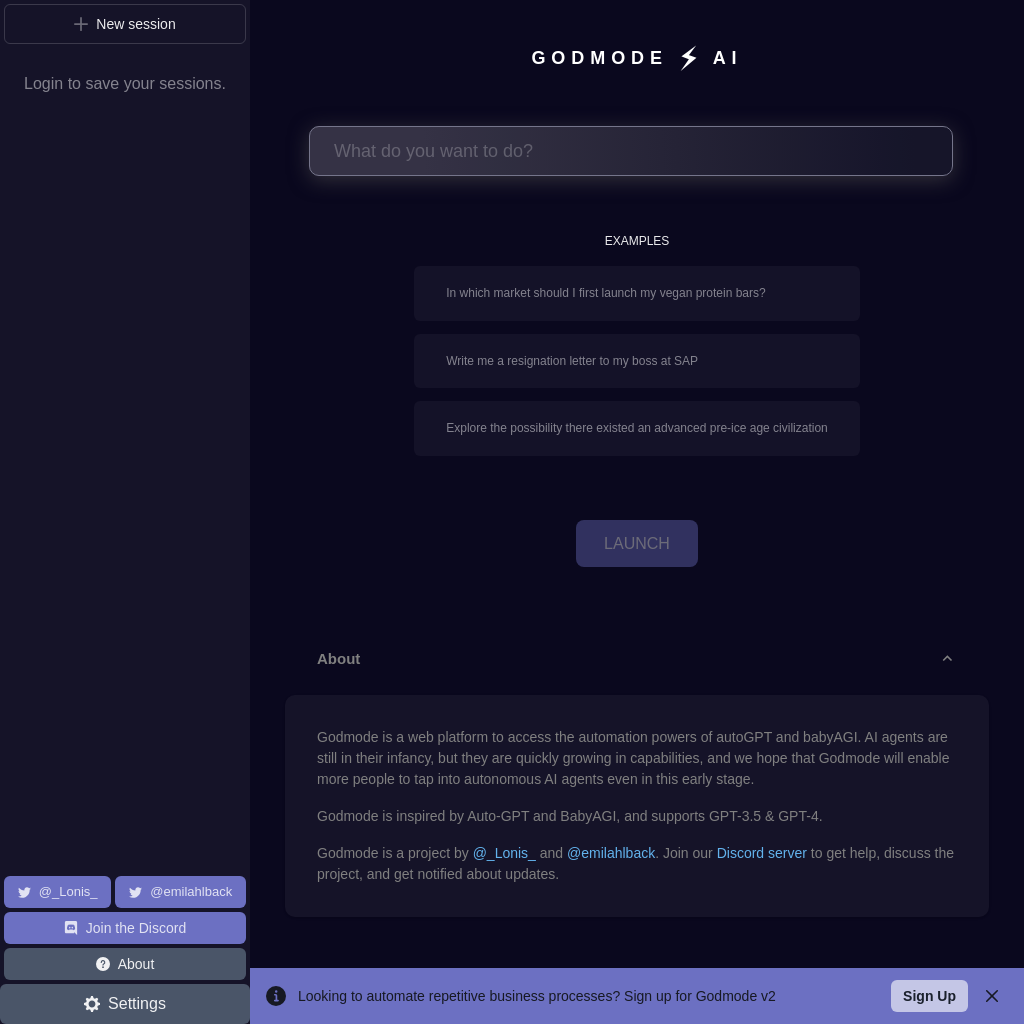 New session
Login to save your sessions.
@_Lonis_
@emilahlback
Join the Discord
About
Settings
GODMODE AI
What do you want to do?
EXAMPLES
In which market should I first launch my vegan protein bars?
Write me a resignation letter to my boss at SAP
Explore the possibility there existed an advanced pre-ice age civilization
LAUNCH
About
Godmode is a web platform to access the automation powers of autoGPT and babyAGI. AI agents are
still in their infancy, but they are quickly growing in capabilities, and we hope that Godmode will enable
more people to tap into autonomous AI agents even in this early stage.
Godmode is inspired by Auto-GPT and BabyAGI, and supports GPT-3.5 & GPT-4.
Godmode is a project by @_Lonis_ and @emilahlback. Join our Discord server to get help, discuss the
project, and get notified about updates.
Looking to automate repetitive business processes? Sign up for Godmode v2
Sign Up